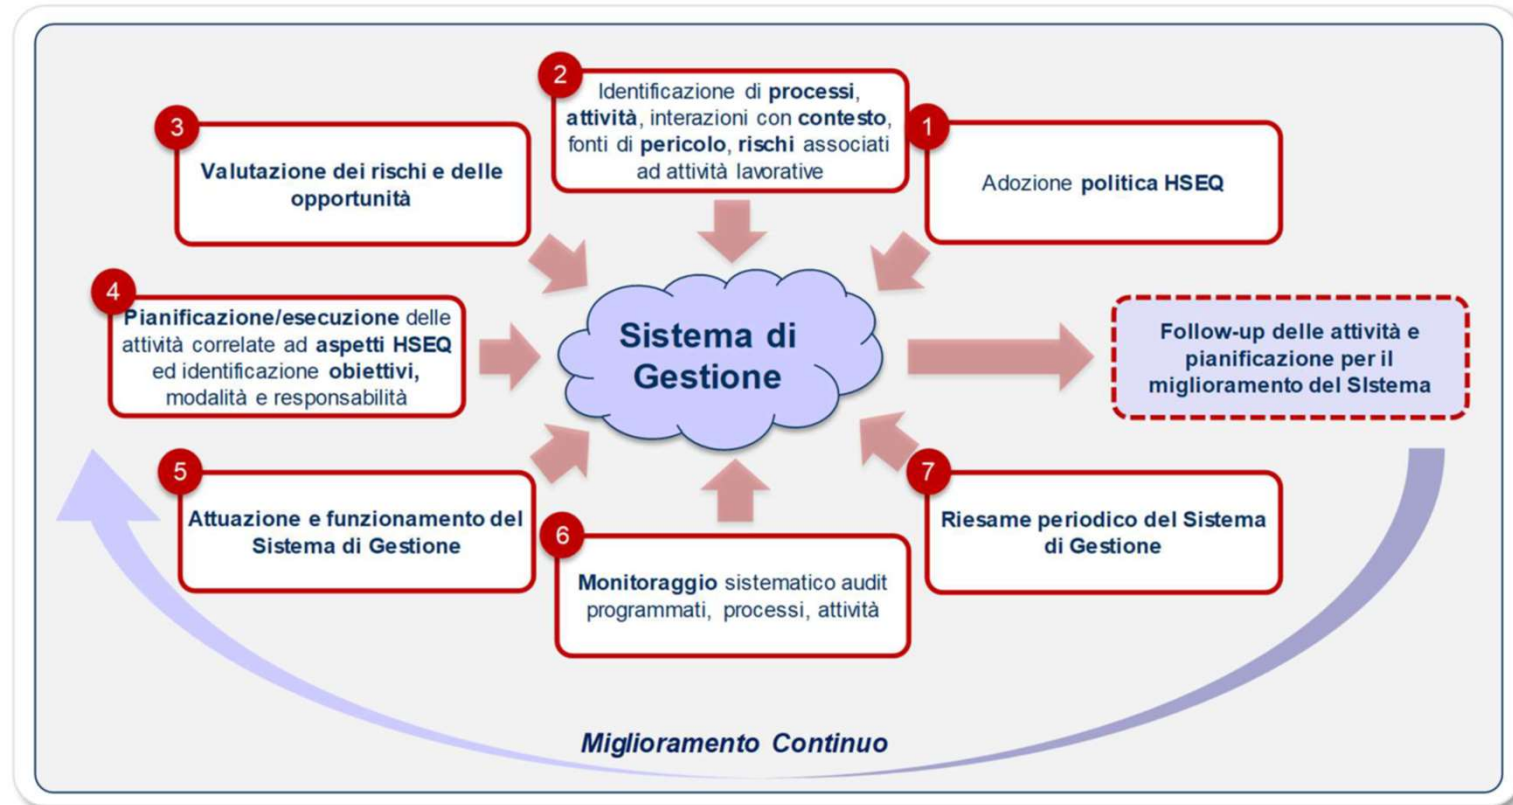 1
Adozione politica HSEQ
2
Identificazione di processi,
attività, interazioni con contesto,
fonti di pericolo, rischi associati
ad attività lavorative
3
Valutazione dei rischi e delle
opportunità
4
Pianificazione/esecuzione delle
attività correlate ad aspetti HSEQ
ed identificazione obiettivi,
modalità e responsabilità
5
Attuazione e funzionamento del
Sistema di Gestione
6
Monitoraggio sistematico audit
programmati, processi, attività
7
Riesame periodico del Sistema
di Gestione
Sistema di
Gestione
Follow-up delle attività e
pianificazione per il
miglioramento del SIstema
Miglioramento Continuo